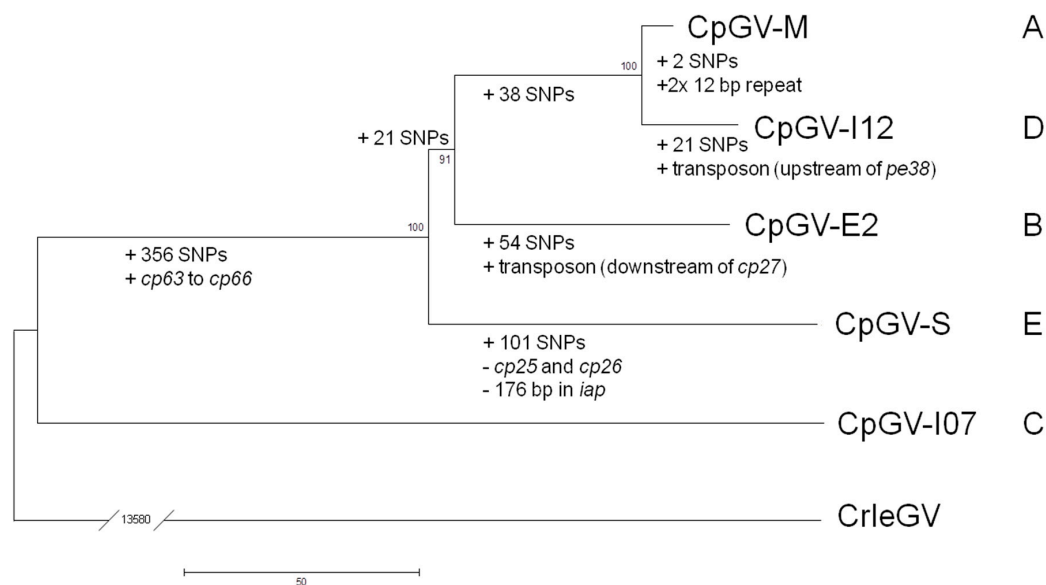 CpGV-M A
100
+ 2 SNPs
+2x 12 bp repeat
+ 38 SNPs
CpGV-I12 D
+ 21 SNPs
91
+ 21 SNPs
+ transposon (upstream of pe38)
100
CpGV-E2 B
+ 54 SNPs
+ 356 SNPs
+ transposon (downstream of cp27)
+ cp63 to cp66
CpGV-S E
+ 101 SNPs
- cp25 and cp26
- 176 bp in iap
CpGV-I07 C
13580
CrleGV
50